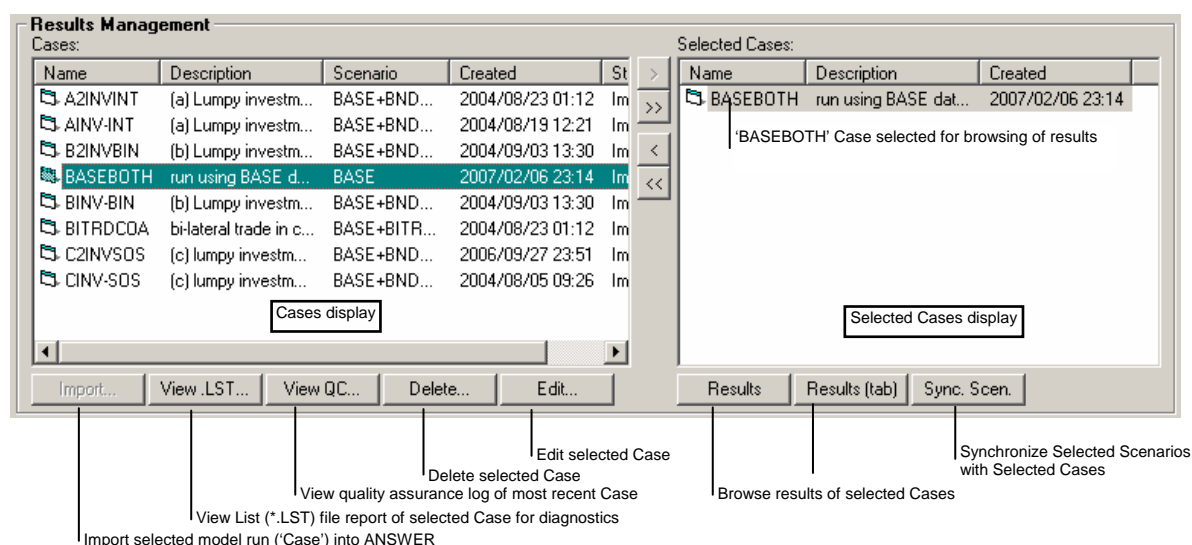 Results Management
Cases:
Selected Cases:
Name Description Scenario Created St
A2INVINT (a) Lumpy investm... BASE+BND... 2004/08/23 01:12 Im
AINV-INT (a) Lumpy investm... BASE+BND... 2004/08/19 12:21 Im
B2INVBIN (b) Lumpy investm... BASE+BND... 2004/09/03 13:30 Im
BASEBOTH run using BASE d... BASE 2007/02/06 23:14 Im
BINV-BIN (b) Lumpy investm... BASE+BND... 2004/09/03 13:30 Im
BITRDCOA bi-lateral trade in c... BASE+BITR... 2004/08/23 01:12 Im
C2INVSOS (c) lumpy investm... BASE+BND... 2006/09/27 23:51 Im
CINV-SOS (c) lumpy investm... BASE+BND... 2004/08/05 09:26 Im
Cases display
>
>>
<
<<
Name Description Created
BASEBOTH run using BASE dat... 2007/02/06 23:14
'BASEBOTH' Case selected for browsing of results
Selected Cases display
Import... View .LST... View QC... Delete... Edit...
Results Results (tab) Sync. Scen.
Edit selected Case
Delete selected Case
View quality assurance log of most recent Case
View List (*.LST) file report of selected Case for diagnostics
Import selected model run ('Case') into ANSWER
Synchronize Selected Scenarios
with Selected Cases
Browse results of selected Cases